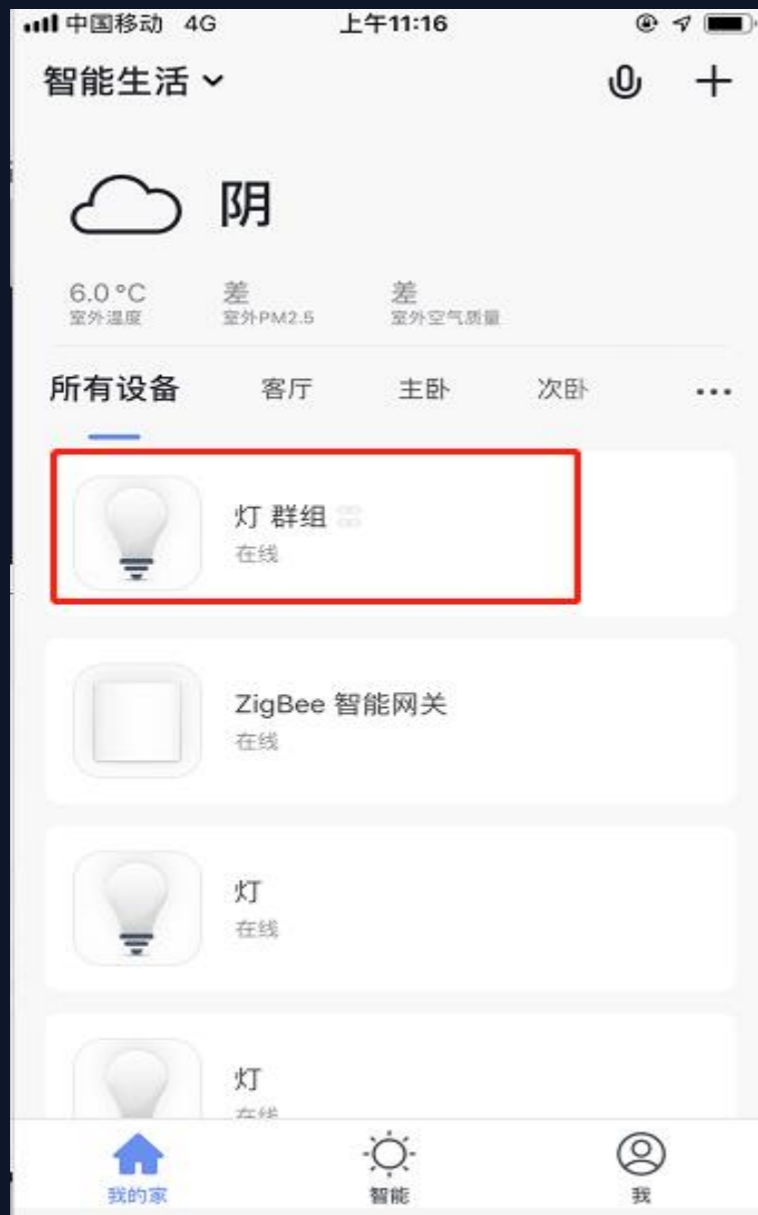 中国移动 4G 上午11:16
智能生活
阴
6.0°C 差 差
室外温度 室外PM2.5 室外空气质量
所有设备 客厅 主卧 次卧 •••
灯 群组
在线
ZigBee 智能网关
在线
灯
在线
灯
在线
我的家 智能 我